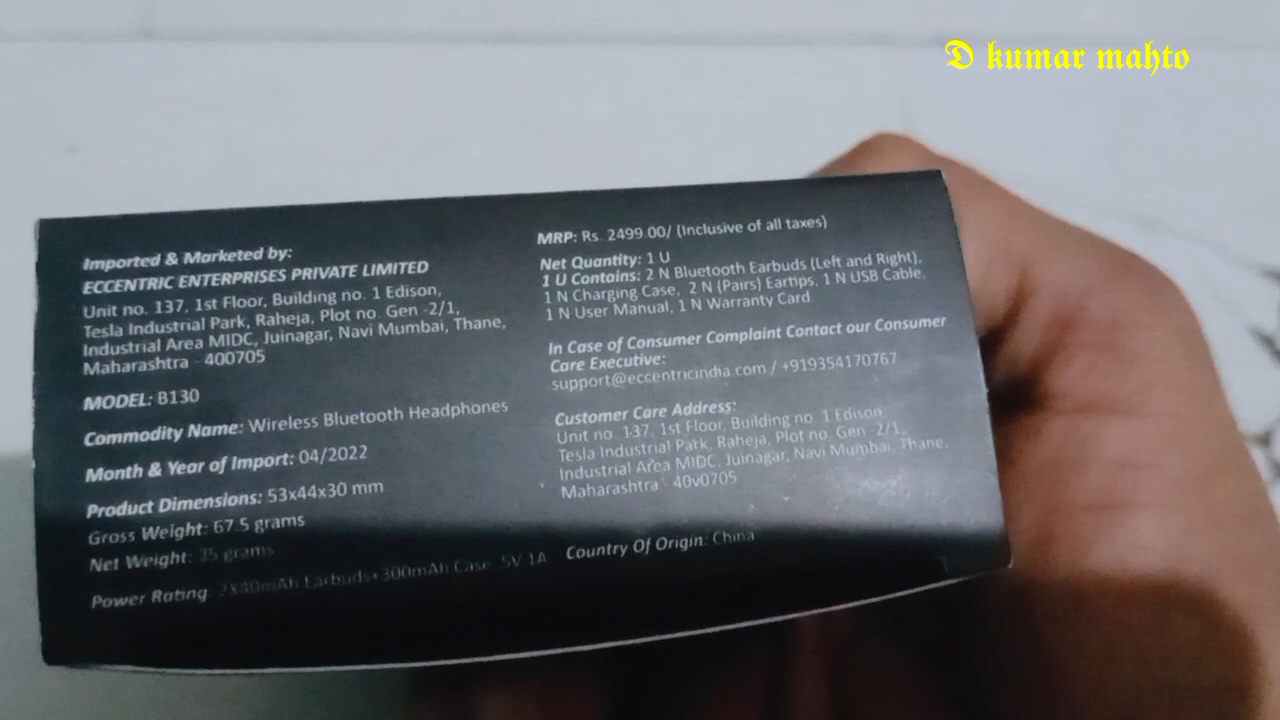 D kumar mahto
Imported & Marketed by:
ECCENTRIC ENTERPRISES PRIVATE LIMITED
Unit no. 137, 1st Floor, Building no. 1 Edison,
Tesla Industrial Park, Raheja, Plot no. Gen -2/1,
Industrial Area MIDC, Juinagar, Navi Mumbai, Thane,
Maharashtra - 400705
MODEL: B130
Commodity Name: Wireless Bluetooth Headphones
Month & Year of Import: 04/2022
Product Dimensions: 53x44x30 mm
Gross Weight: 67.5 grams
Net Weight: 35 grams
Power Rating: 2X40mAh Earbuds+300mAh Case, 5V 1A
MRP: Rs. 2499.00/ (Inclusive of all taxes)
Net Quantity: 1 U
1 U Contains: 2 N Bluetooth Earbuds (Left and Right),
1 N Charging Case, 2 N (Pairs) Eartips, 1 N USB Cable,
1 N User Manual, 1 N Warranty Card
In Case of Consumer Complaint Contact our Consumer
Care Executive:
support@eccentricindia.com / +919354170767
Customer Care Address:
Unit no. 137, 1st Floor, Building no. 1 Edison,
Tesla Industrial Park, Raheja, Plot no. Gen -2/1,
Industrial Area MIDC, Juinagar, Navi Mumbai, Thane,
Maharashtra - 40v0705
Country Of Origin: China